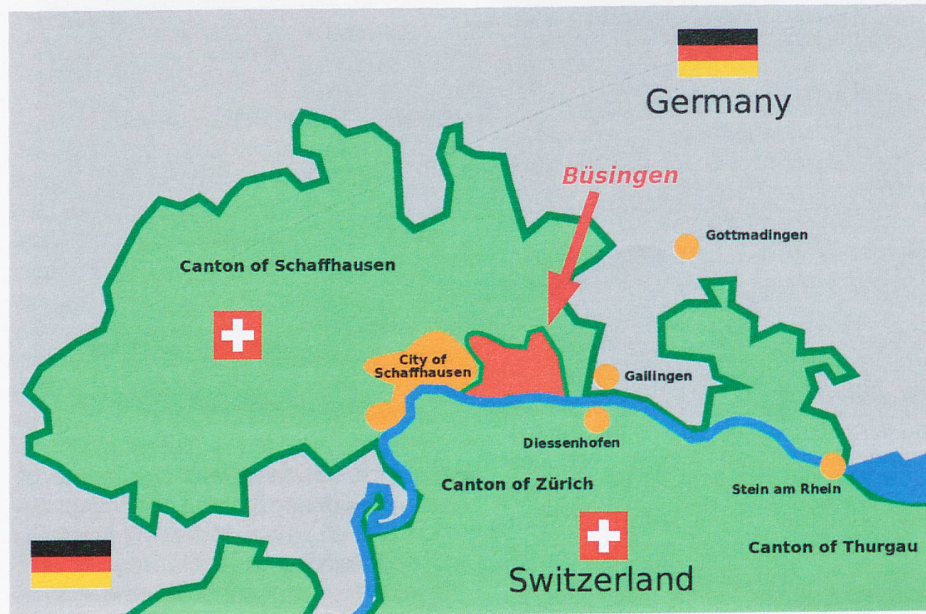 Germany
Büsingen
Gottmadingen
Canton of Schaffhausen
City of
Schaffhausen
Gailingen
Diessenhofen
Canton of Zürich
Stein am Rhein
Canton of Thurgau
Switzerland